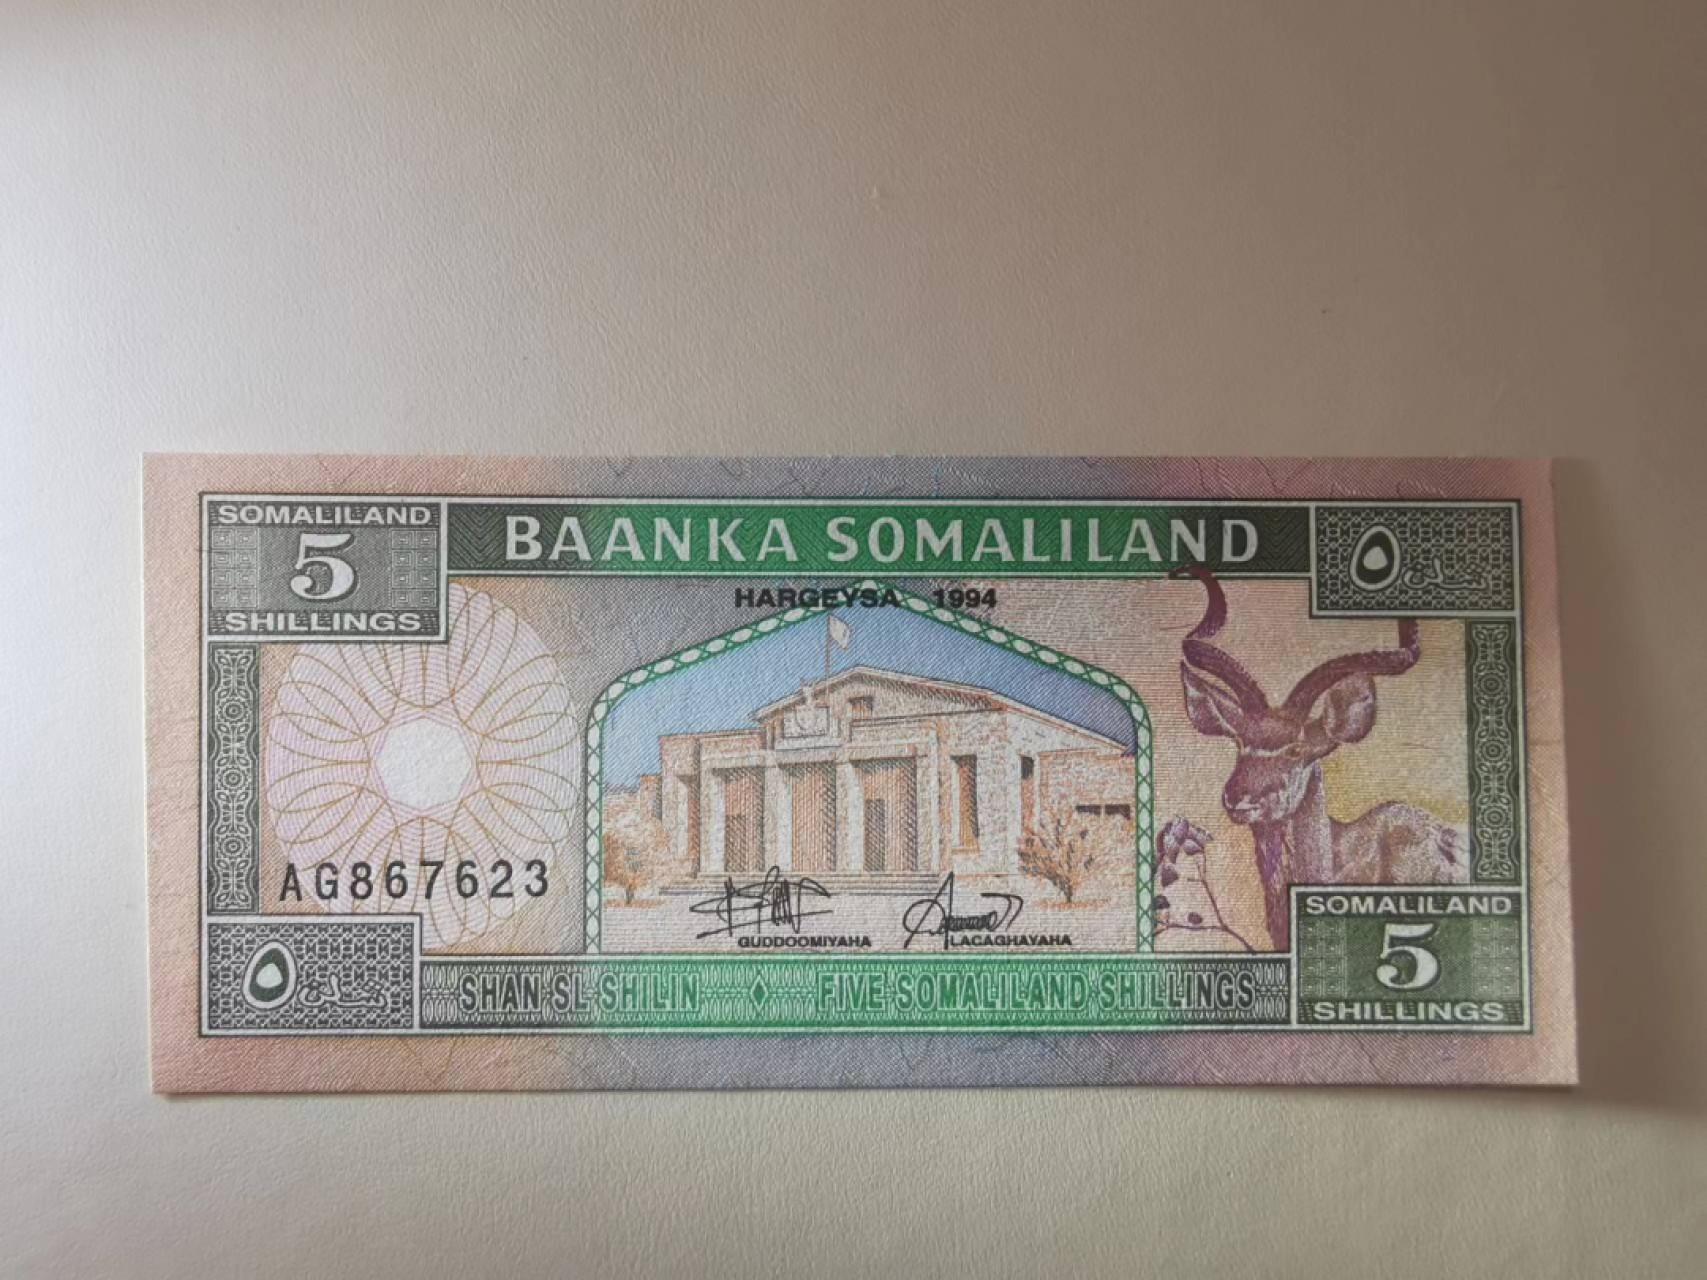 SOMALILAND
5
SHILLINGS
BAANKA SOMALILAND
٥
شلن
HARGEYSA 1994
AG867623
GUDDOOMIYAHA
LACAGHAYAHA
٥
شلن
SHAN SL SHILIN ♦ FIVE SOMALILAND SHILLINGS
SOMALILAND
5
SHILLINGS